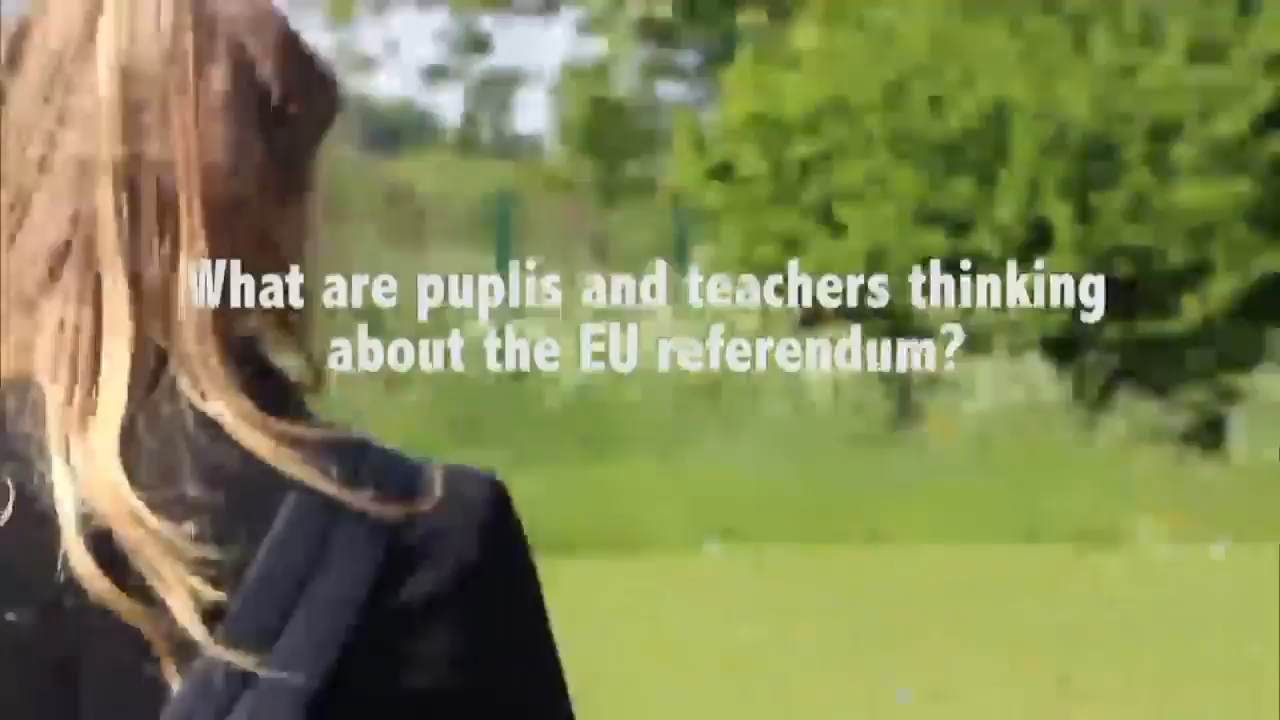 What are puplis and teachers thinking
about the EU referendum?